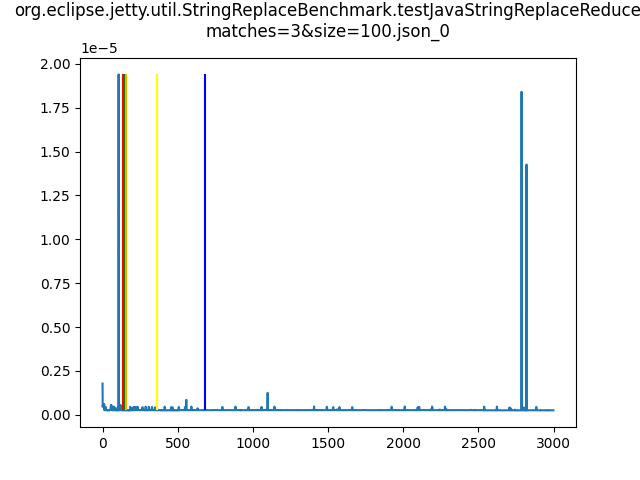 org.eclipse.jetty.util.StringReplaceBenchmark.testJavaStringReplaceReduce
matches=3&size=100.json_0
1e−5
2.00
1.75
1.50
1.25
1.00
0.75
0.50
0.25
0.00
0 500 1000 1500 2000 2500 3000